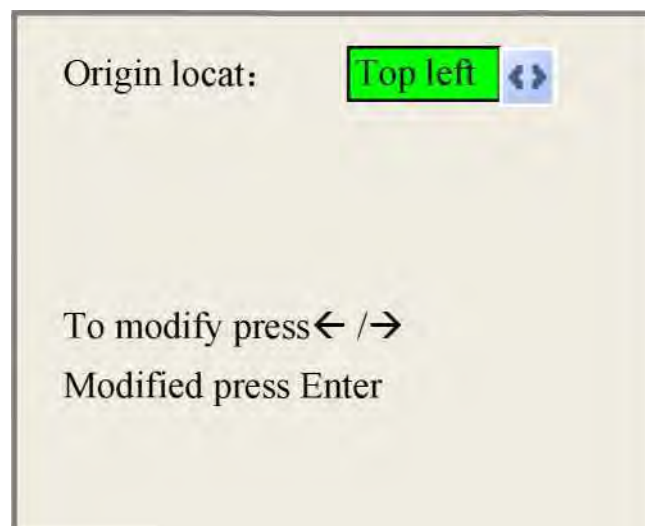 Origin locat： Top left
To modify press← /→
Modified press Enter